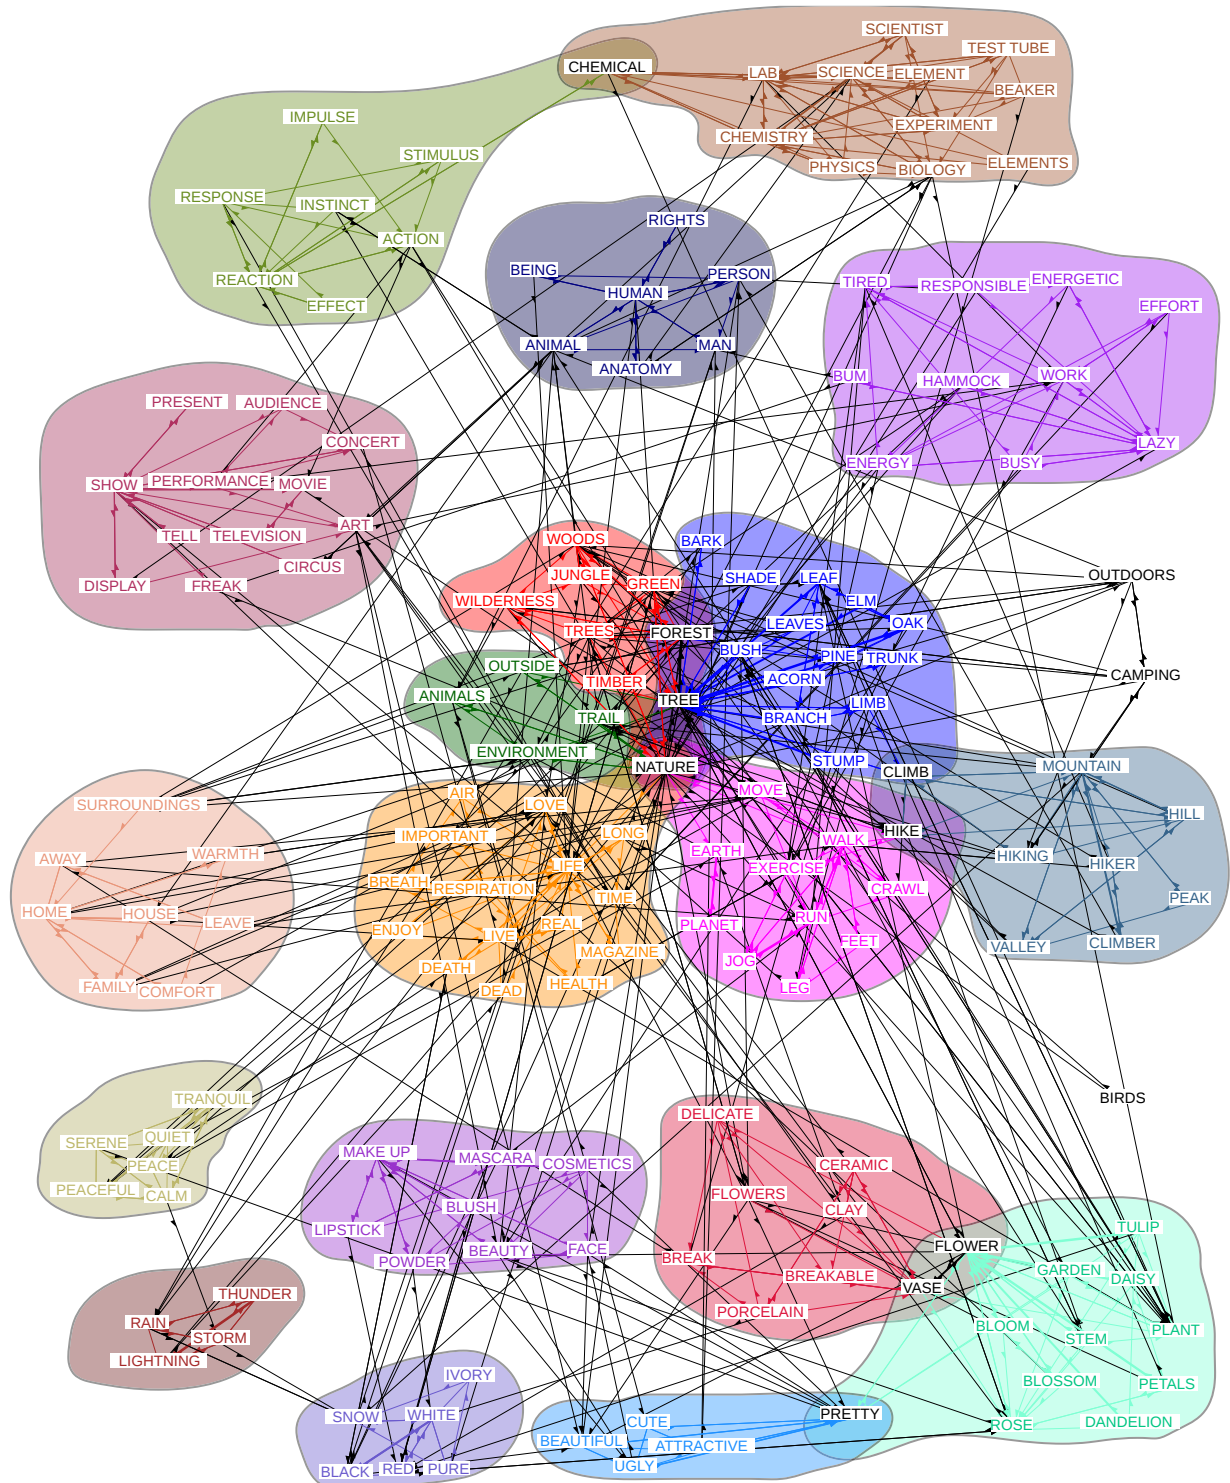 SCIENTIST
TEST TUBE
CHEMICAL
LAB
SCIENCE
ELEMENT
BEAKER
EXPERIMENT
CHEMISTRY
PHYSICS
BIOLOGY
ELEMENTS
IMPULSE
STIMULUS
RESPONSE
INSTINCT
ACTION
REACTION
EFFECT
RIGHTS
BEING
PERSON
HUMAN
ANIMAL
MAN
ANATOMY
TIRED
RESPONSIBLE
ENERGETIC
EFFORT
BUM
HAMMOCK
WORK
LAZY
ENERGY
BUSY
PRESENT
AUDIENCE
CONCERT
SHOW
PERFORMANCE
MOVIE
ART
TELL
TELEVISION
CIRCUS
DISPLAY
FREAK
WOODS
JUNGLE
GREEN
WILDERNESS
TREES
FOREST
TIMBER
BARK
SHADE
LEAF
ELM
LEAVES
OAK
BUSH
PINE
TRUNK
ACORN
TREE
LIMB
BRANCH
STUMP
OUTDOORS
CAMPING
OUTSIDE
ANIMALS
TRAIL
ENVIRONMENT
NATURE
CLIMB
MOUNTAIN
HILL
HIKE
HIKING
HIKER
PEAK
VALLEY
CLIMBER
SURROUNDINGS
AWAY
WARMTH
HOME
HOUSE
LEAVE
FAMILY
COMFORT
AIR
LOVE
IMPORTANT
LONG
LIFE
BREATH
RESPIRATION
TIME
ENJOY
LIVE
REAL
MAGAZINE
DEATH
DEAD
HEALTH
MOVE
EARTH
WALK
EXERCISE
CRAWL
PLANET
RUN
FEET
JOG
LEG
BIRDS
TRANQUIL
SERENE
QUIET
PEACE
PEACEFUL
CALM
MAKE UP
MASCARA
COSMETICS
BLUSH
LIPSTICK
POWDER
BEAUTY
FACE
DELICATE
CERAMIC
FLOWERS
CLAY
BREAK
BREAKABLE
VASE
PORCELAIN
FLOWER
TULIP
GARDEN
DAISY
BLOOM
STEM
PLANT
BLOSSOM
PETALS
ROSE
DANDELION
THUNDER
RAIN
STORM
LIGHTNING
IVORY
SNOW
WHITE
BLACK
RED
PURE
CUTE
PRETTY
BEAUTIFUL
ATTRACTIVE
UGLY